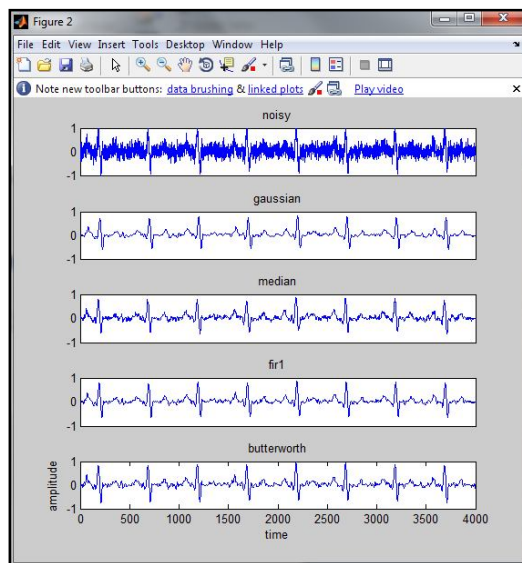 Figure 2
File Edit View Insert Tools Desktop Window Help
Note new toolbar buttons: data brushing & linked plots Play video
noisy
1
0
-1
gaussian
1
0
-1
median
1
0
-1
fir1
1
0
-1
butterworth
1
0
-1
amplitude
0 500 1000 1500 2000 2500 3000 3500 4000
time